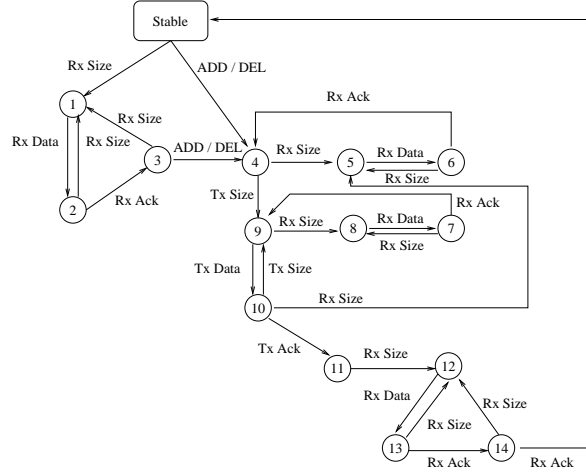 Stable
Rx Size
ADD / DEL
1
Rx Size
Rx Ack
Rx Data
Rx Size
3
ADD / DEL
4
Rx Size
5
Rx Data
6
Rx Size
2
Rx Ack
Tx Size
Rx Ack
9
Rx Size
8
Rx Data
7
Rx Size
Tx Data
Tx Size
10
Rx Size
Tx Ack
11
Rx Size
12
Rx Data
Rx Size
Rx Size
13
Rx Ack
14
Rx Ack